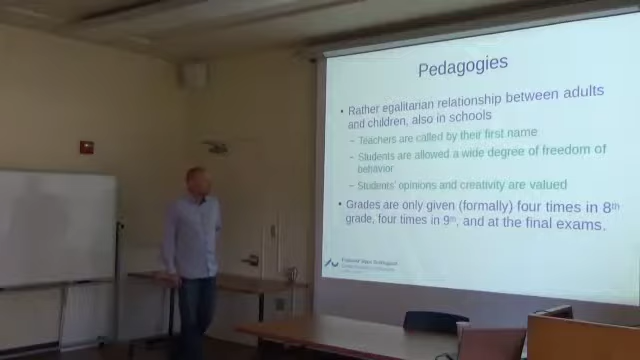 Pedagogies
• Rather egalitarian relationship between adults
and children, also in schools
– Teachers are called by their first name
– Students are allowed a wide degree of freedom of
behavior
– Students' opinions and creativity are valued
• Grades are only given (formally) four times in 8th
grade, four times in 9th, and at the final exams.